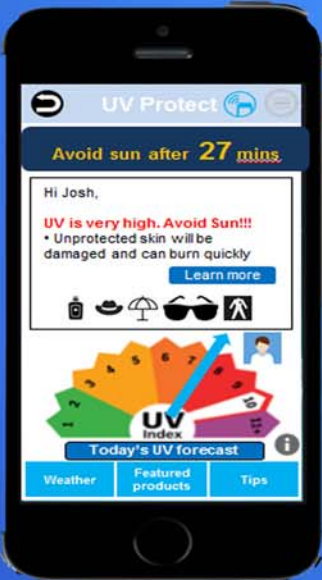 UV Protect
Avoid sun after 27 mins
Hi Josh,
UV is very high. Avoid Sun!!!
• Unprotected skin will be
damaged and can burn quickly
Learn more
1
2
3
4
5
6
7
8
9
10
11+
UV
Index
Today's UV forecast
Weather
Featured
products
Tips